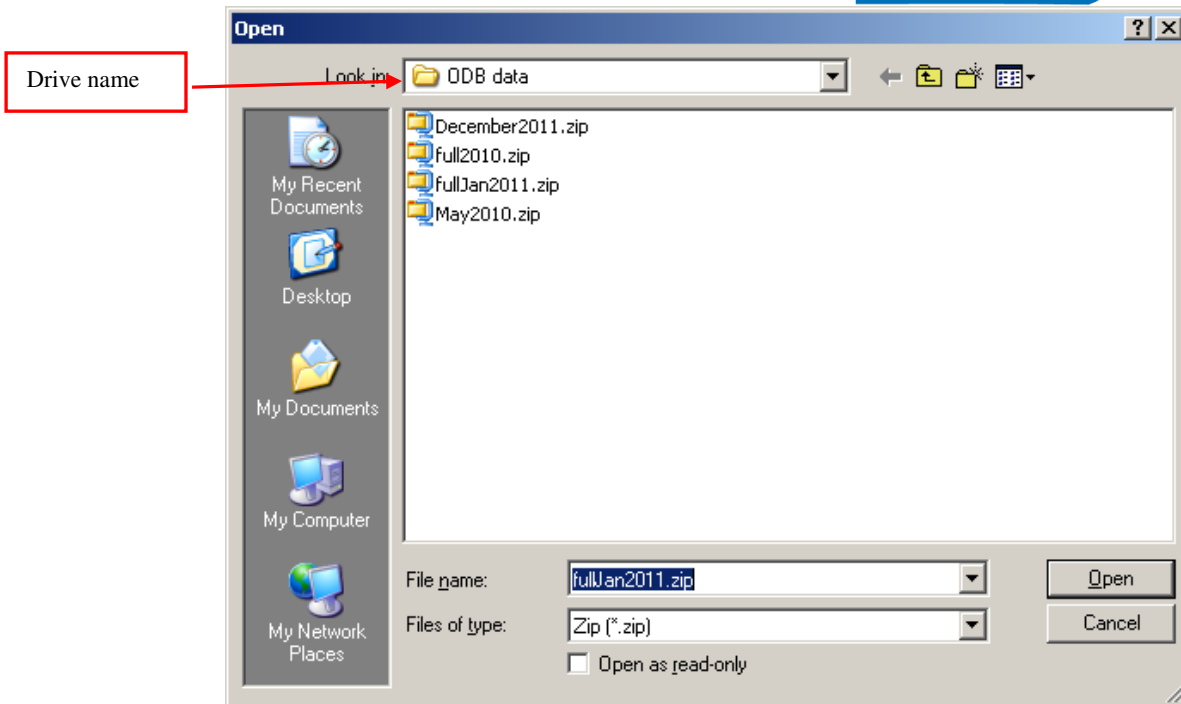 Open
Drive name
Look in:
ODB data
December2011.zip
full2010.zip
fullJan2011.zip
May2010.zip
My Recent
Documents
Desktop
My Documents
My Computer
My Network
Places
File name:
fullJan2011.zip
Open
Files of type:
Zip (*.zip)
Cancel
Open as read-only